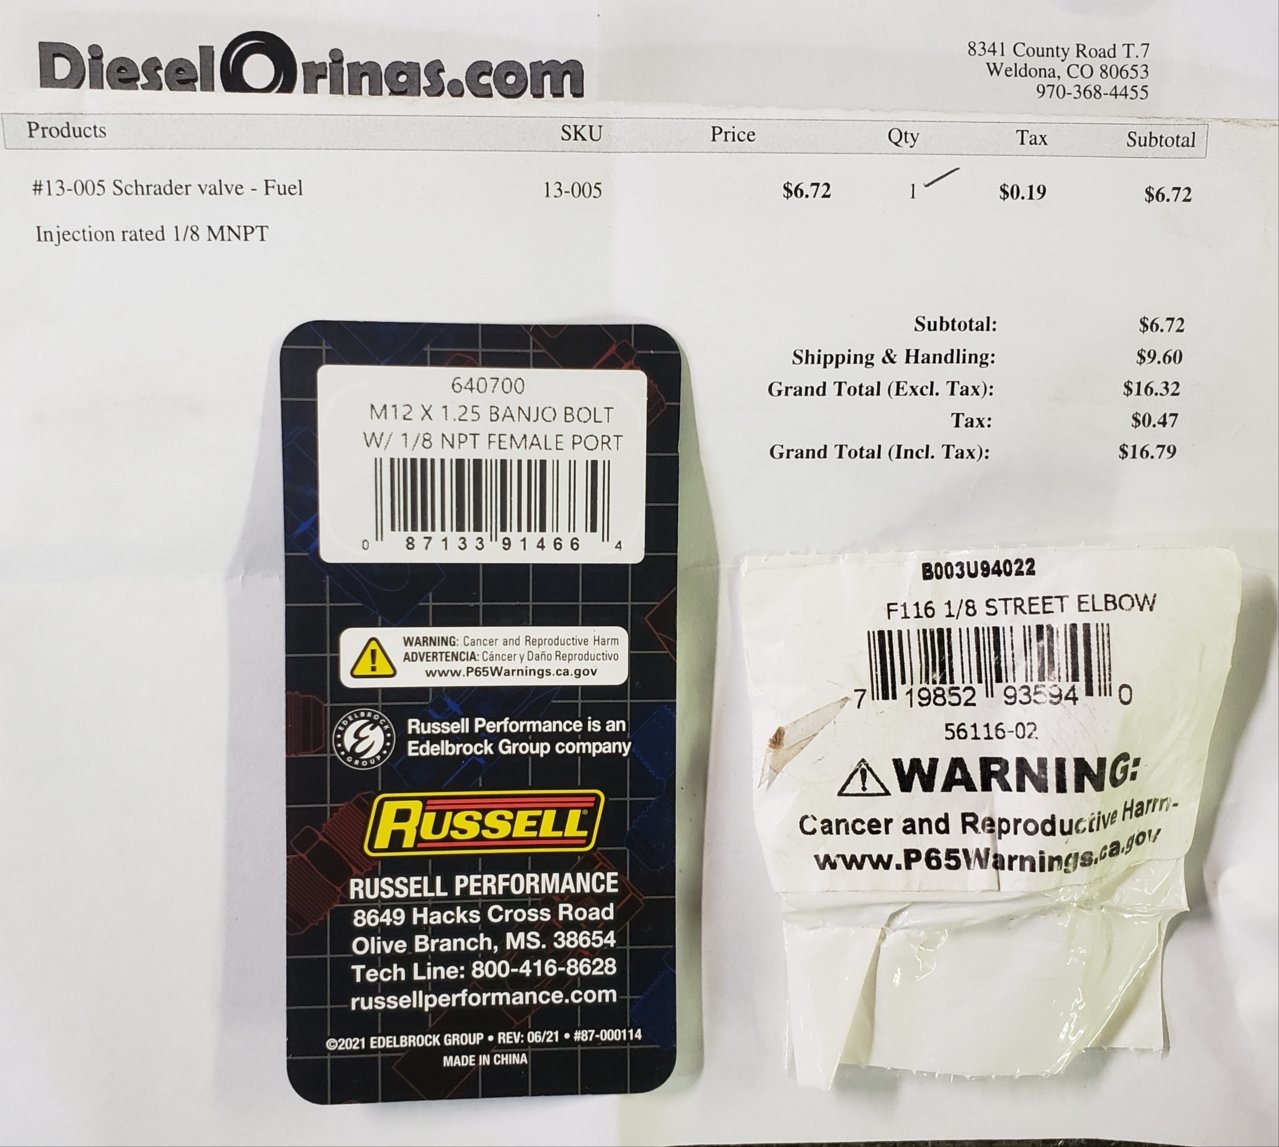 DieselOrings.com
8341 County Road T.7
Weldona, CO 80653
970-368-4455
Products SKU Price Qty Tax Subtotal
#13-005 Schrader valve - Fuel 13-005 $6.72 1 $0.19 $6.72
Injection rated 1/8 MNPT
Subtotal: $6.72
Shipping & Handling: $9.60
Grand Total (Excl. Tax): $16.32
Tax: $0.47
Grand Total (Incl. Tax): $16.79
640700
M12 X 1.25 BANJO BOLT
W/ 1/8 NPT FEMALE PORT
0 87133 91466 4
WARNING: Cancer and Reproductive Harm
ADVERTENCIA: Cáncer y Daño Reproductivo
www.P65Warnings.ca.gov
EDELBROCK GROUP
Russell Performance is an
Edelbrock Group company
RUSSELL
RUSSELL PERFORMANCE
8649 Hacks Cross Road
Olive Branch, MS. 38654
Tech Line: 800-416-8628
russellperformance.com
©2021 EDELBROCK GROUP • REV: 06/21 • #87-000114
MADE IN CHINA
B003U94022
F116 1/8 STREET ELBOW
7 19852 93594 0
56116-02
WARNING:
Cancer and Reproductive Harm-
www.P65Warnings.ca.gov